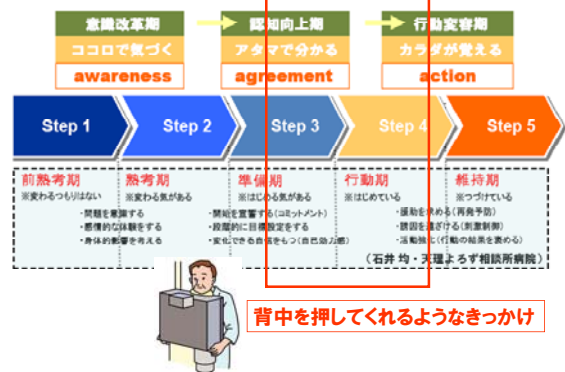 意識改革期
認知向上期
行動変容期
ココロで気づく
アタマで分かる
カラダが覚える
awareness
agreement
action
Step 1
Step 2
Step 3
Step 4
Step 5
前熟考期
※変わるつもりはない
熟考期
※変わる気がある
・問題を意識する
・感情的な体験をする
・身体的影響を考える
準備期
※はじめる気がある
・開始を宣誓する(コミットメント)
・段階的に目標設定をする
・変化できる自信をもつ(自己効力感)
行動期
※はじめている
維持期
※つづけている
・援助を求める(再発予防)
・誘因を遠ざける(刺激制御)
・活動強化(行動の結果を褒める)
(石井 均・天理よろず相談所病院)
背中を押してくれるようなきっかけ